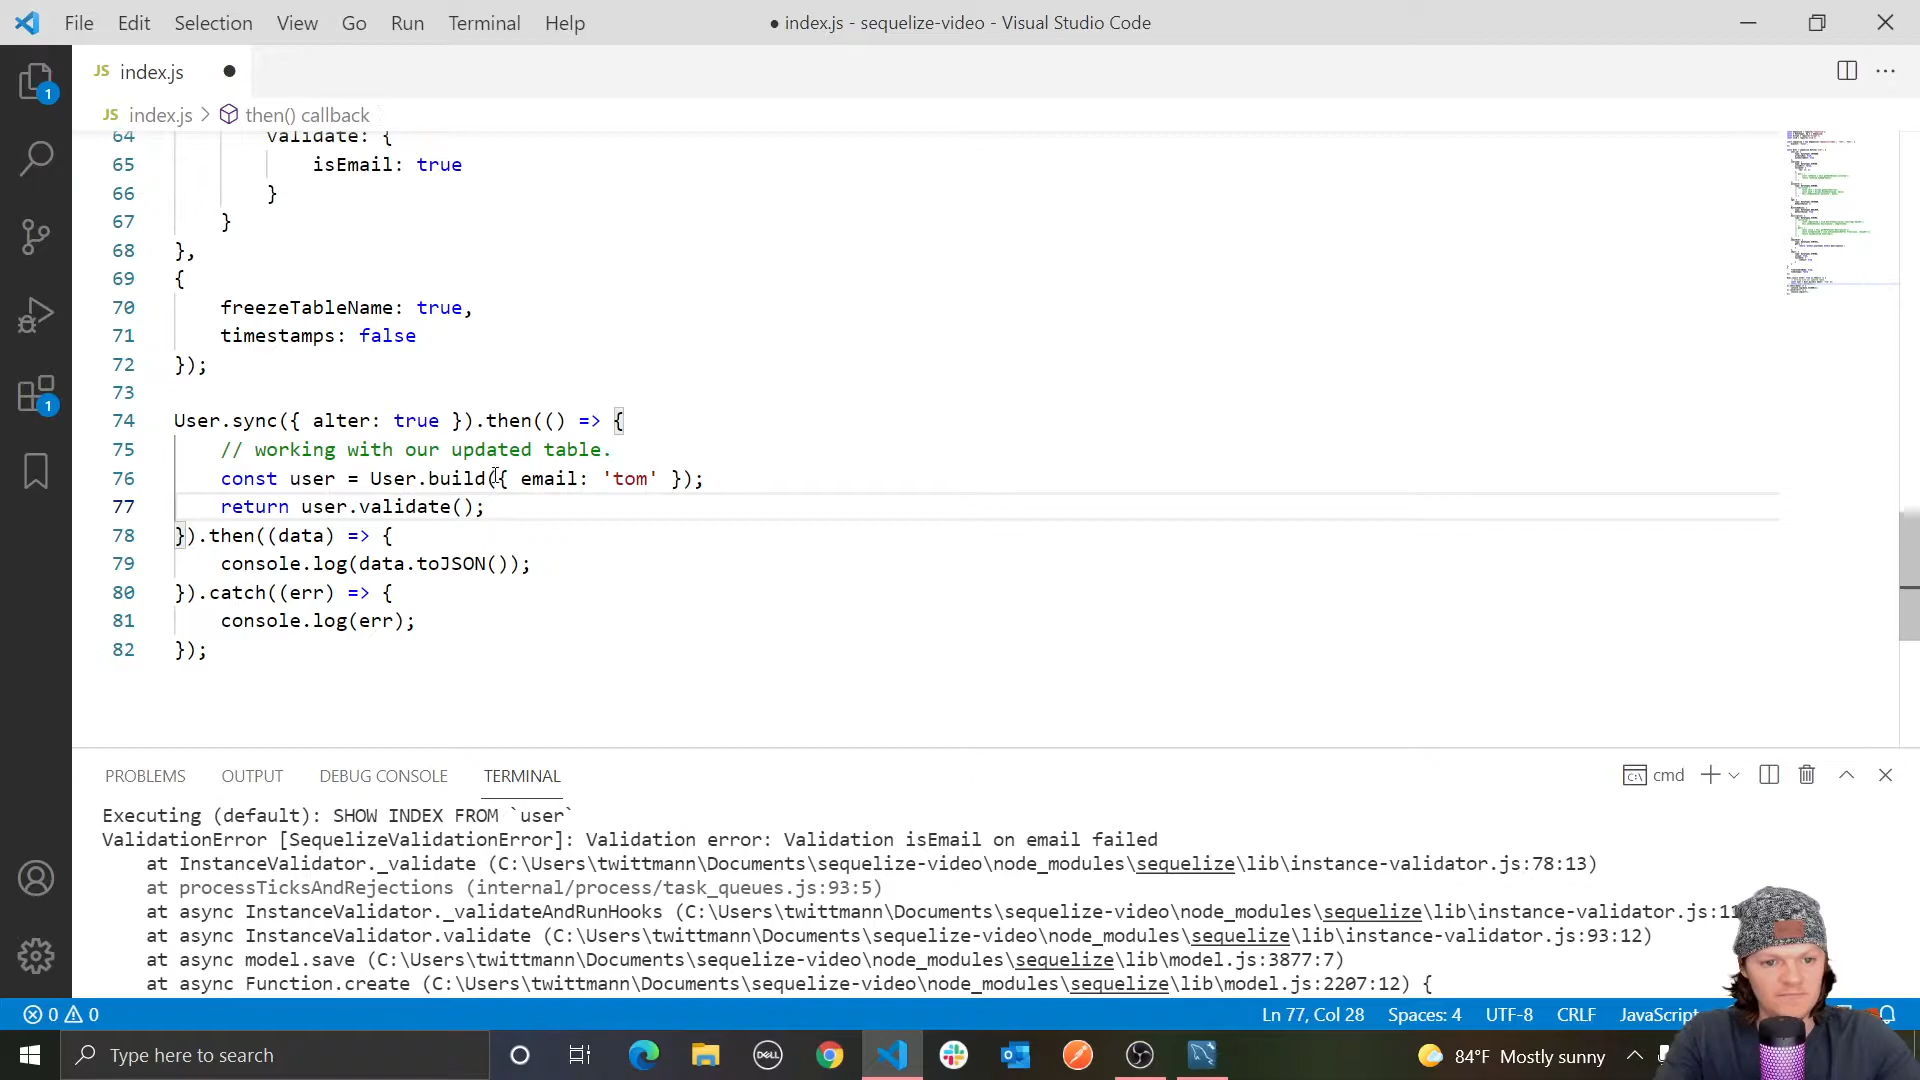 File Edit Selection View Go Run Terminal Help
● index.js - sequelize-video - Visual Studio Code
JS index.js ●
JS index.js > then() callback
64 validate: {
65 isEmail: true
66 }
67 }
68 },
69 {
70 freezeTableName: true,
71 timestamps: false
72 });
73
74 User.sync({ alter: true }).then(() => {
75 // working with our updated table.
76 const user = User.build({ email: 'tom' });
77 return user.validate();
78 }).then((data) => {
79 console.log(data.toJSON());
80 }).catch((err) => {
81 console.log(err);
82 });
1
1
PROBLEMS OUTPUT DEBUG CONSOLE TERMINAL
cmd
Executing (default): SHOW INDEX FROM `user`
ValidationError [SequelizeValidationError]: Validation error: Validation isEmail on email failed
at InstanceValidator._validate (C:\Users\twittmann\Documents\sequelize-video\node_modules\sequelize\lib\instance-validator.js:78:13)
at processTicksAndRejections (internal/process/task_queues.js:93:5)
at async InstanceValidator._validateAndRunHooks (C:\Users\twittmann\Documents\sequelize-video\node_modules\sequelize\lib\instance-validator.js:11
at async InstanceValidator.validate (C:\Users\twittmann\Documents\sequelize-video\node_modules\sequelize\lib\instance-validator.js:93:12)
at async model.save (C:\Users\twittmann\Documents\sequelize-video\node_modules\sequelize\lib\model.js:3877:7)
at async Function.create (C:\Users\twittmann\Documents\sequelize-video\node_modules\sequelize\lib\model.js:2207:12) {
0 0 Ln 77, Col 28 Spaces: 4 UTF-8 CRLF JavaScript
Type here to search
DELL
84°F Mostly sunny